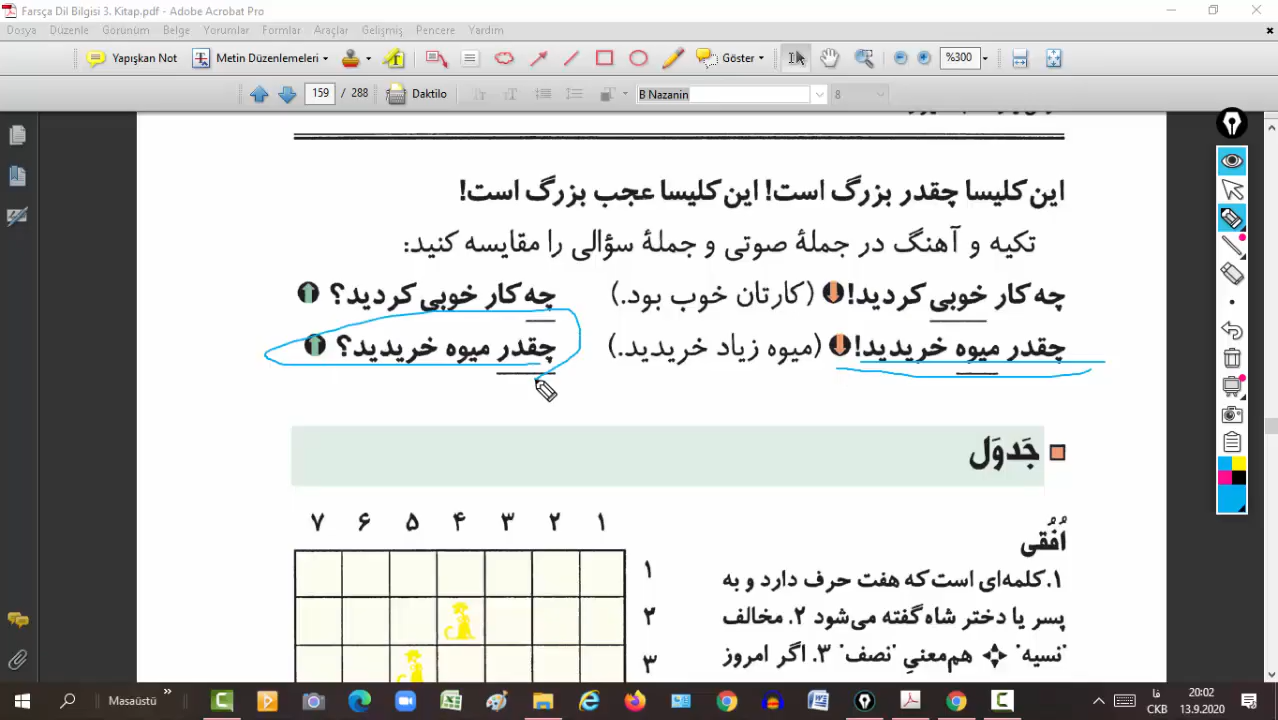 Farsça Dil Bilgisi 3. Kitap.pdf - Adobe Acrobat Pro
Dosya Düzenle Görünüm Belge Yorumlar Formlar Araçlar Gelişmiş Pencere Yardım
Yapışkan Not Metin Düzenlemeleri Göster %300
159 / 288 Daktilo B Nazanin 8
این کلیسا چقدر بزرگ است! این کلیسا عجب بزرگ است!
تکیه و آهنگ در جملهٔ صوتی و جملهٔ سؤالی را مقایسه کنید:
چه کار خوبی کردید! (کارتان خوب بود.) چه کار خوبی کردید؟
چقدر میوه خریدید! (میوه زیاد خریدید.) چقدر میوه خریدید؟
جَدوَل
۱ ۲ ۳ ۴ ۵ ۶ ۷
اُفُقی
۱
۱. کلمه‌ای است که هفت حرف دارد و به
۲
پسر یا دختر شاه گفته می‌شود ۲. مخالف
۳
"نسیه" هم‌معنیِ "نصف" ۳. اگر امروز
Masaüstü
فا
20:02
CKB
13.9.2020